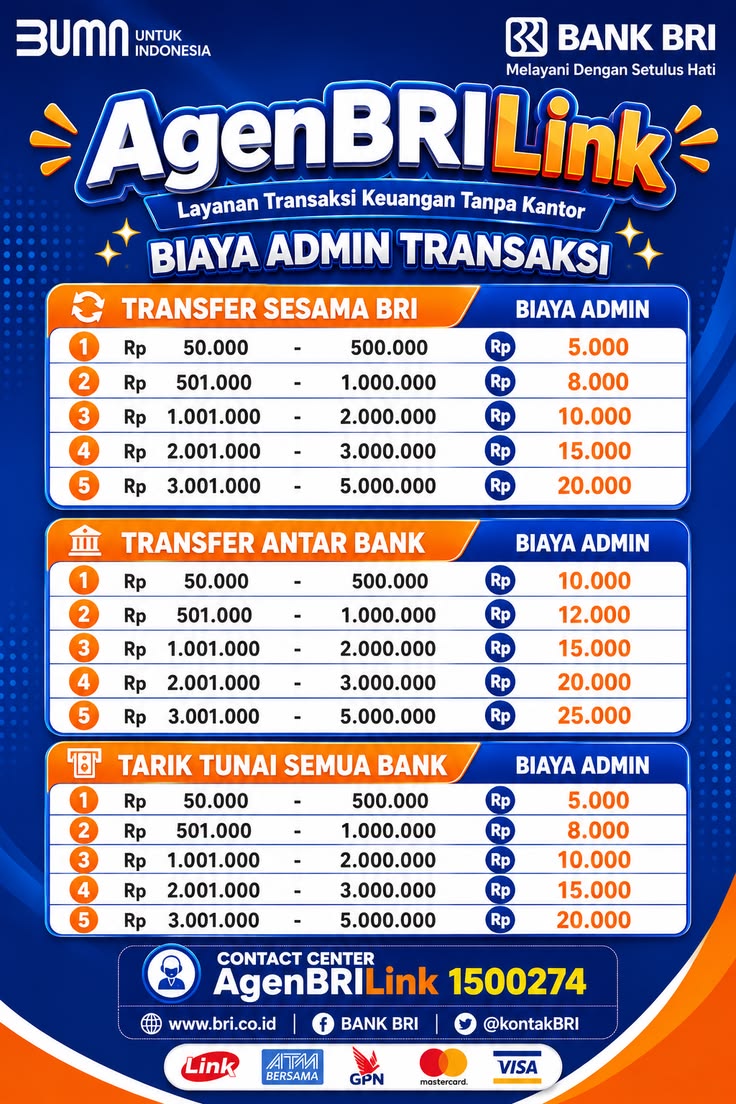 BUMN UNTUK INDONESIA
BANK BRI
Melayani Dengan Setulus Hati
AgenBRILink
Layanan Transaksi Keuangan Tanpa Kantor
BIAYA ADMIN TRANSAKSI
TRANSFER SESAMA BRI BIAYA ADMIN
1 Rp 50.000 - 500.000 Rp 5.000
2 Rp 501.000 - 1.000.000 Rp 8.000
3 Rp 1.001.000 - 2.000.000 Rp 10.000
4 Rp 2.001.000 - 3.000.000 Rp 15.000
5 Rp 3.001.000 - 5.000.000 Rp 20.000
TRANSFER ANTAR BANK BIAYA ADMIN
1 Rp 50.000 - 500.000 Rp 10.000
2 Rp 501.000 - 1.000.000 Rp 12.000
3 Rp 1.001.000 - 2.000.000 Rp 15.000
4 Rp 2.001.000 - 3.000.000 Rp 20.000
5 Rp 3.001.000 - 5.000.000 Rp 25.000
TARIK TUNAI SEMUA BANK BIAYA ADMIN
1 Rp 50.000 - 500.000 Rp 5.000
2 Rp 501.000 - 1.000.000 Rp 8.000
3 Rp 1.001.000 - 2.000.000 Rp 10.000
4 Rp 2.001.000 - 3.000.000 Rp 15.000
5 Rp 3.001.000 - 5.000.000 Rp 20.000
CONTACT CENTER
AgenBRILink 1500274
www.bri.co.id | BANK BRI | @kontakBRI
Link ATM BERSAMA GPN mastercard. VISA